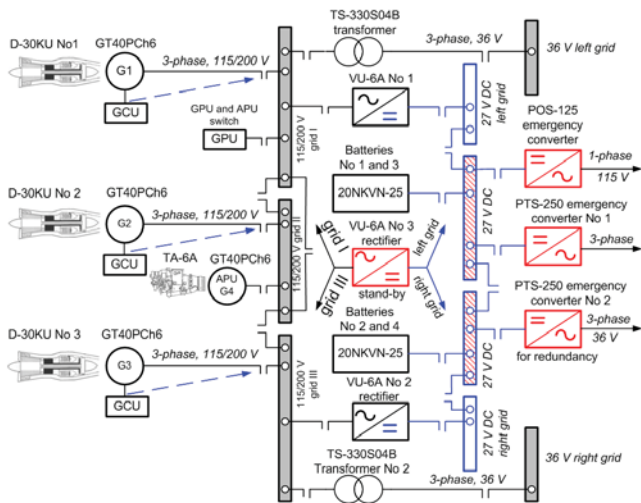 TS-330S04B
transformer
3-phase, 36 V
36 V left grid
D-30KU No1
GT40PCh6
3-phase, 115/200 V
G1
GCU
GPU and APU
switch
GPU
115/200 V
grid I
VU-6A No 1
27 V DC
left grid
POS-125
emergency
converter
1-phase
115 V
Batteries
No 1 and 3
20NKVN-25
27 V DC
D-30KU No 2
GT40PCh6
3-phase, 115/200 V
G2
GCU
115/200 V grid II
TA-6A
GT40PCh6
APU
G4
VU-6A No 3
rectifier
grid I
grid III
left grid
right grid
stand-by
PTS-250 emergency
converter No 1
3-phase
PTS-250 emergency
converter No 2
3-phase
36 V
for redundancy
27 V DC
Batteries
No 2 and 4
20NKVN-25
D-30KU No 3
GT40PCh6
3-phase, 115/200 V
G3
GCU
115/200 V
grid III
VU-6A No 2
rectifier
27 V DC
right grid
TS-330S04B
Transformer No 2
3-phase, 36 V
36 V right grid